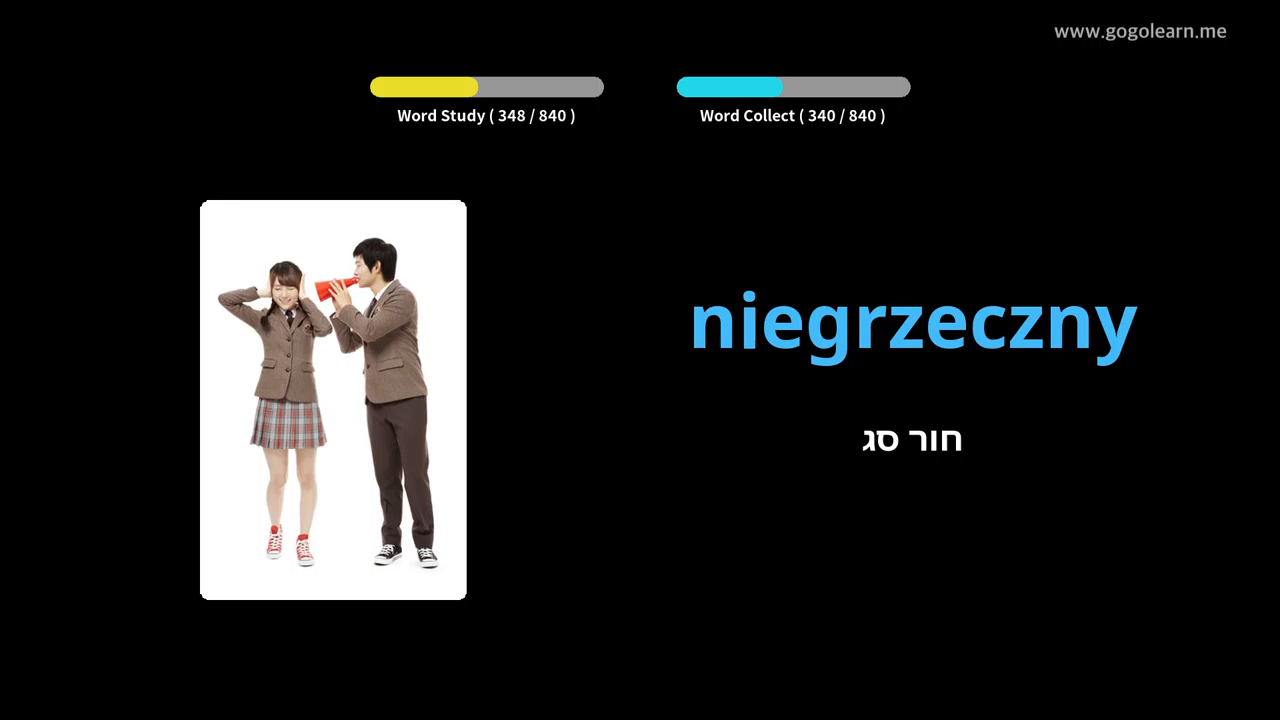 www.gogolearn.me
Word Study ( 348 / 840 )
Word Collect ( 340 / 840 )
niegrzeczny
חור סג